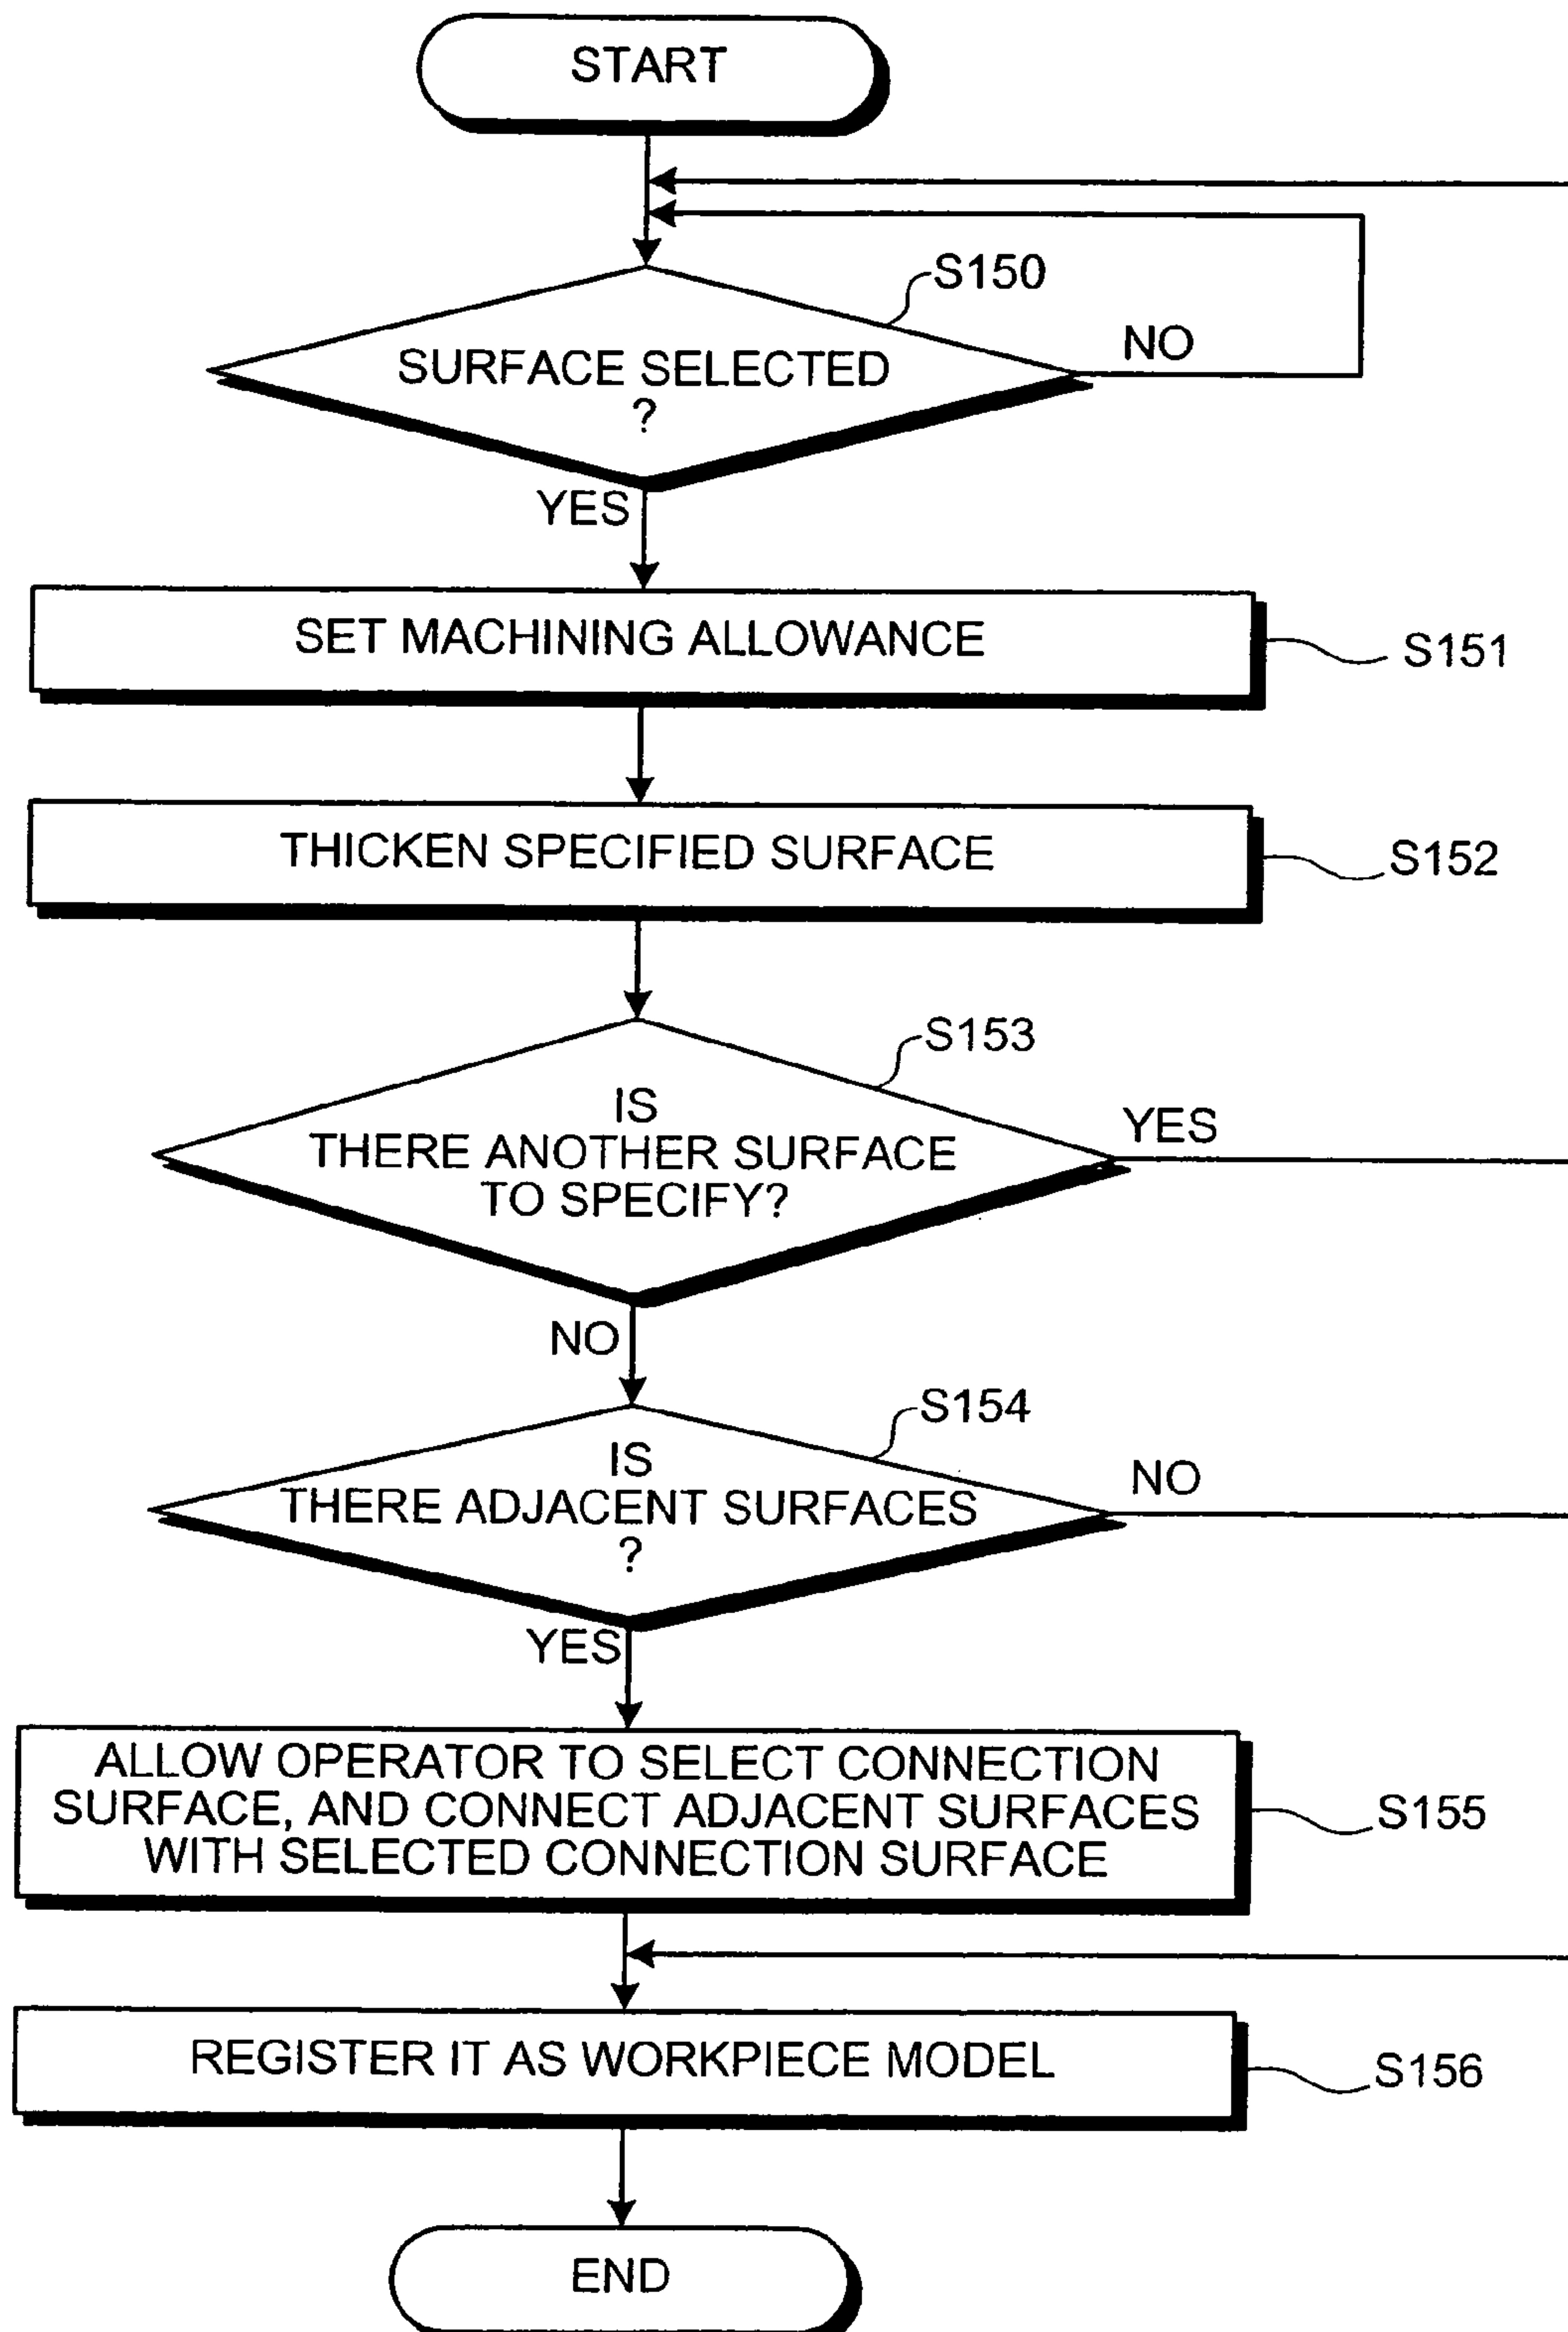 START
S150
SURFACE SELECTED
?
NO
YES
SET MACHINING ALLOWANCE
S151
THICKEN SPECIFIED SURFACE
S152
S153
IS
THERE ANOTHER SURFACE
TO SPECIFY?
YES
NO
S154
IS
THERE ADJACENT SURFACES
?
NO
YES
ALLOW OPERATOR TO SELECT CONNECTION
SURFACE, AND CONNECT ADJACENT SURFACES
WITH SELECTED CONNECTION SURFACE
S155
REGISTER IT AS WORKPIECE MODEL
S156
END